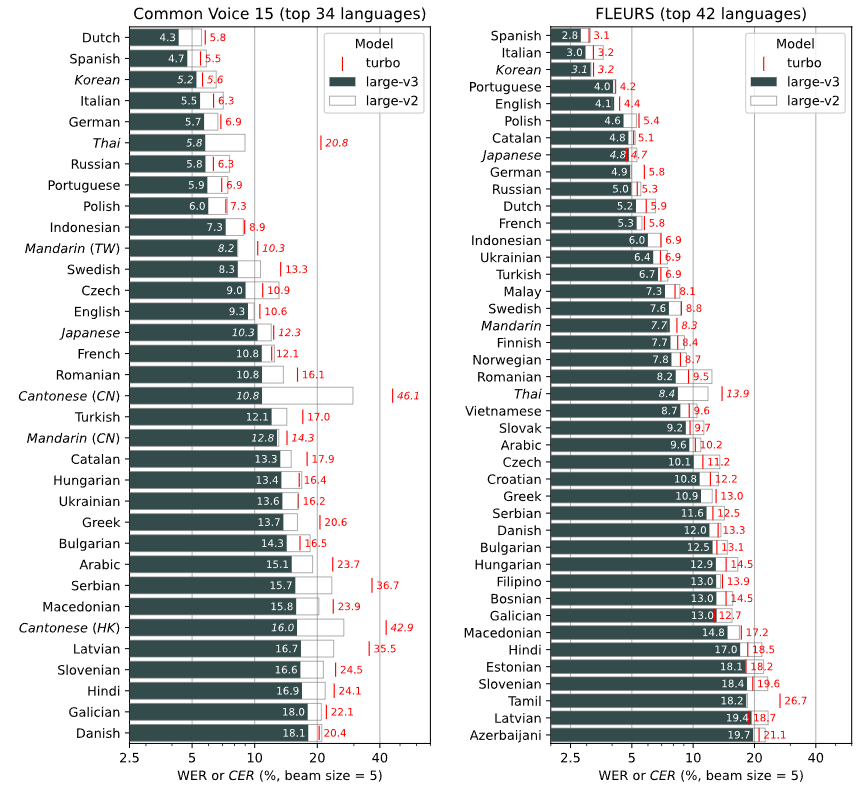 Common Voice 15 (top 34 languages)
Model
turbo
large-v3
large-v2
Dutch 4.3 5.8
Spanish 4.7 5.5
Korean 5.2 5.6
Italian 5.5 6.3
German 5.7 6.9
Thai 5.8 20.8
Russian 5.8 6.3
Portuguese 5.9 6.9
Polish 6.0 7.3
Indonesian 7.3 8.9
Mandarin (TW) 8.2 10.3
Swedish 8.3 13.3
Czech 9.0 10.9
English 9.3 10.6
Japanese 10.3 12.3
French 10.8 12.1
Romanian 10.8 16.1
Cantonese (CN) 10.8 46.1
Turkish 12.1 17.0
Mandarin (CN) 12.8 14.3
Catalan 13.3 17.9
Hungarian 13.4 16.4
Ukrainian 13.6 16.2
Greek 13.7 20.6
Bulgarian 14.3 16.5
Arabic 15.1 23.7
Serbian 15.7 36.7
Macedonian 15.8 23.9
Cantonese (HK) 16.0 42.9
Latvian 16.7 35.5
Slovenian 16.6 24.5
Hindi 16.9 24.1
Galician 18.0 22.1
Danish 18.1 20.4
2.5 5 10 20 40
WER or CER (%, beam size = 5)
FLEURS (top 42 languages)
Model
turbo
large-v3
large-v2
Spanish 2.8 3.1
Italian 3.0 3.2
Korean 3.1 3.2
Portuguese 4.0 4.2
English 4.1 4.4
Polish 4.6 5.4
Catalan 4.8 5.1
Japanese 4.8 4.7
German 4.9 5.8
Russian 5.0 5.3
Dutch 5.2 5.9
French 5.3 5.8
Indonesian 6.0 6.9
Ukrainian 6.4 6.9
Turkish 6.7 6.9
Malay 7.3 8.1
Swedish 7.6 8.8
Mandarin 7.7 8.3
Finnish 7.7 8.4
Norwegian 7.8 8.7
Romanian 8.2 9.5
Thai 8.4 13.9
Vietnamese 8.7 9.6
Slovak 9.2 9.7
Arabic 9.6 10.2
Czech 10.1 11.2
Croatian 10.8 12.2
Greek 10.9 13.0
Serbian 11.6 12.5
Danish 12.0 13.3
Bulgarian 12.5 13.1
Hungarian 12.9 14.5
Filipino 13.0 13.9
Bosnian 13.0 14.5
Galician 13.0 12.7
Macedonian 14.8 17.2
Hindi 17.0 18.5
Estonian 18.1 18.2
Slovenian 18.4 19.6
Tamil 18.2 26.7
Latvian 19.4 18.7
Azerbaijani 19.7 21.1
2.5 5 10 20 40
WER or CER (%, beam size = 5)